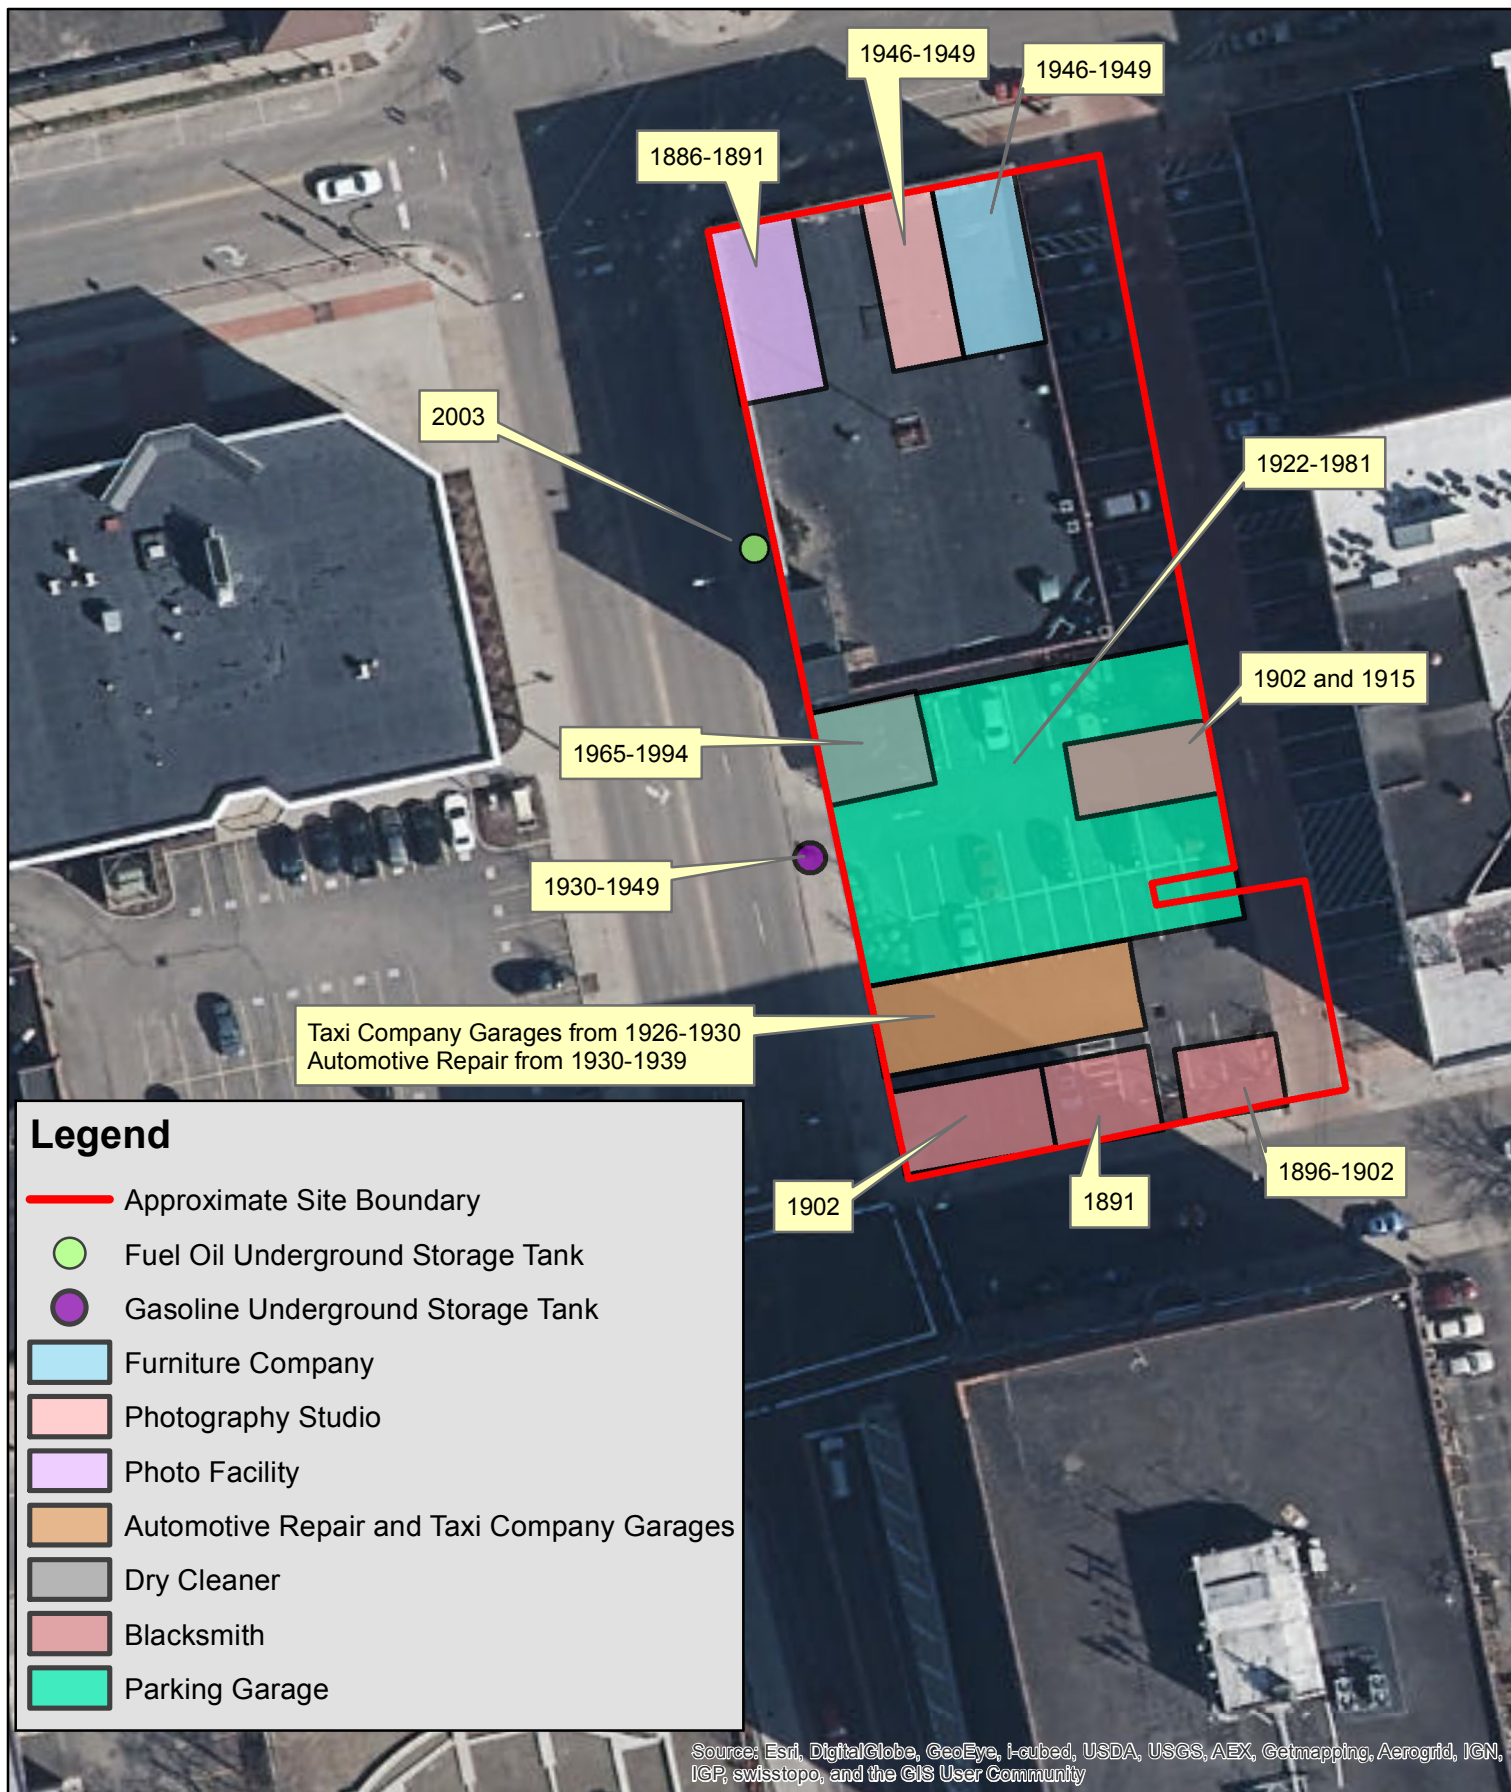 1946-1949
1946-1949
1886-1891
2003
1922-1981
1902 and 1915
1965-1994
1930-1949
Taxi Company Garages from 1926-1930
Automotive Repair from 1930-1939
1902
1891
1896-1902
Legend
Approximate Site Boundary
Fuel Oil Underground Storage Tank
Gasoline Underground Storage Tank
Furniture Company
Photography Studio
Photo Facility
Automotive Repair and Taxi Company Garages
Dry Cleaner
Blacksmith
Parking Garage
Source: Esri, DigitalGlobe, GeoEye, i-cubed, USDA, USGS, AEX, Getmapping, Aerogrid, IGN,
IGP, swisstopo, and the GIS User Community